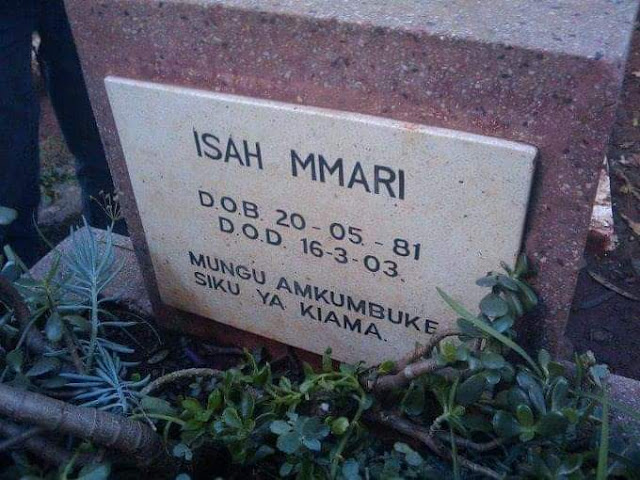 ISAH MMARI
D.O.B. 20-05-81
D.O.D. 16-3-03.
MUNGU AMKUMBUKE
SIKU YA KIAMA.